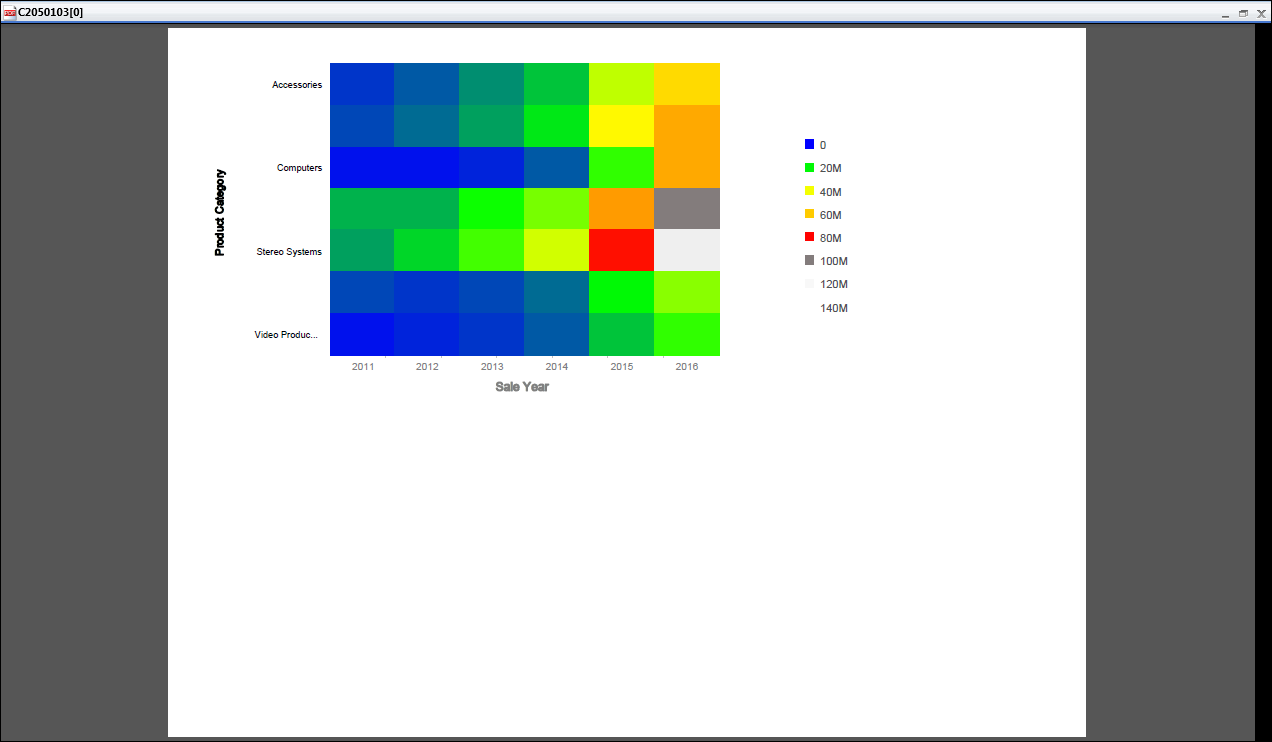 C2050103[0]
Product Category
Accessories
Computers
Stereo Systems
Video Produc...
2011 2012 2013 2014 2015 2016
Sale Year
0
20M
40M
60M
80M
100M
120M
140M